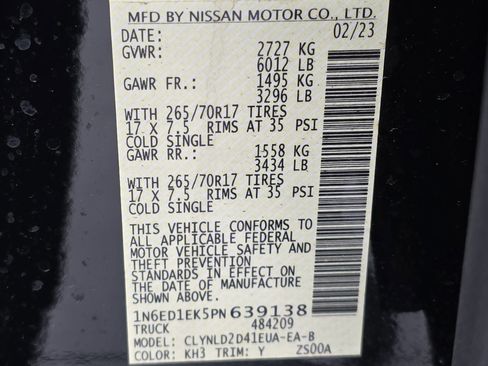 MFD BY NISSAN MOTOR CO., LTD.
DATE: 02/23
GVWR: 2727 KG
6012 LB
GAWR FR.: 1495 KG
3296 LB
WITH 265/70R17 TIRES
17 X 7.5 RIMS AT 35 PSI
COLD SINGLE
GAWR RR.: 1558 KG
3434 LB
WITH 265/70R17 TIRES
17 X 7.5 RIMS AT 35 PSI
COLD SINGLE
THIS VEHICLE CONFORMS TO
ALL APPLICABLE FEDERAL
MOTOR VEHICLE SAFETY AND
THEFT PREVENTION
STANDARDS IN EFFECT ON
THE DATE OF MANUFACTURE
SHOWN ABOVE.
1N6ED1EK5PN639138
TRUCK 484209
MODEL: CLYNLD2D41EUA-EA-B
COLOR: KH3 TRIM: Y ZS00A